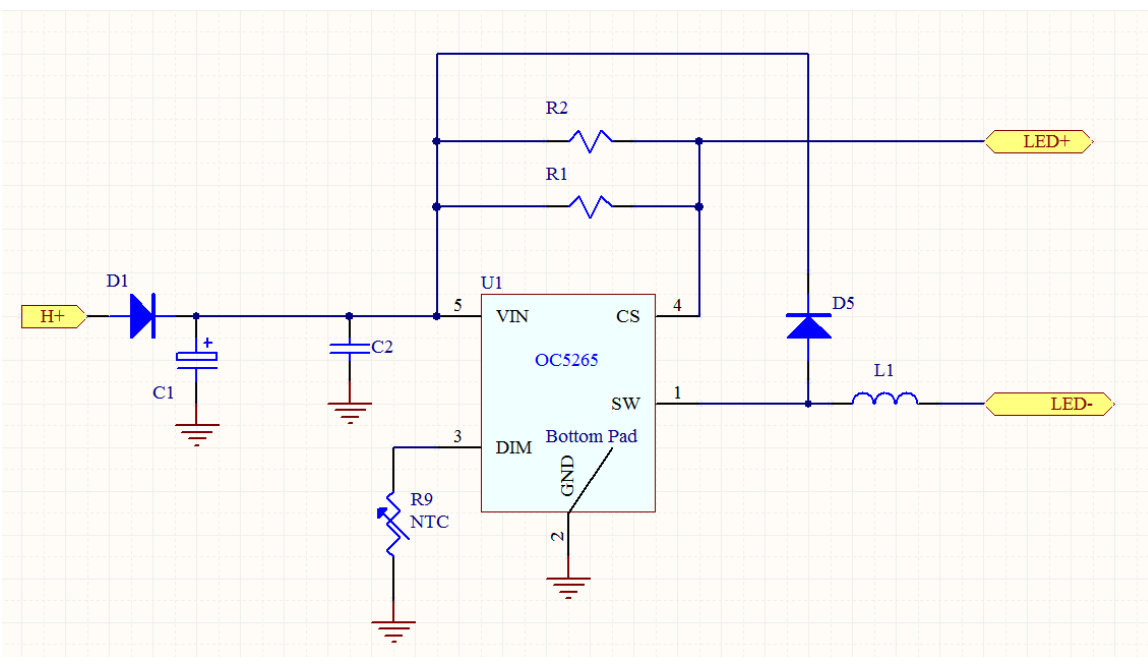 R2
LED+
R1
D1
U1
H+
5
VIN
CS
4
D5
C2
OC5265
C1
L1
SW
1
LED-
3
DIM
Bottom Pad
GND
R9
NTC
2